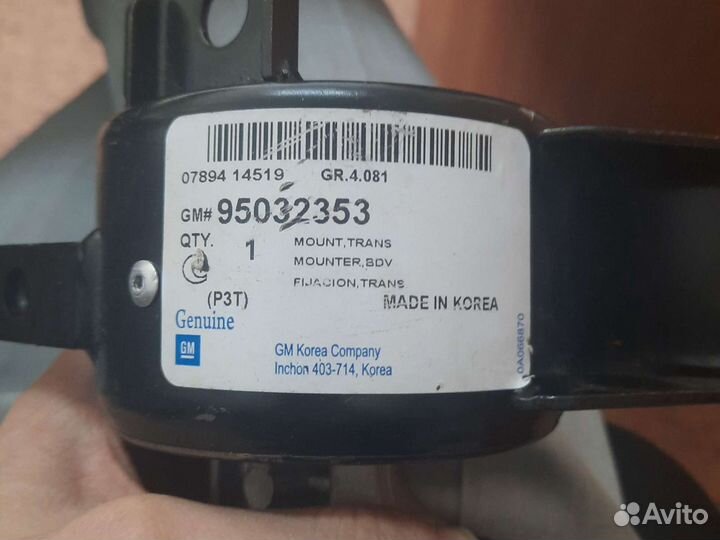 07894 14519 GR.4.081
GM# 95032353
QTY. 1 MOUNT,TRANS
MOUNTER,BDV
FIJACION,TRANS
(P3T) MADE IN KOREA
Genuine
GM
GM Korea Company
Inchon 403-714, Korea
0A066870
Avito